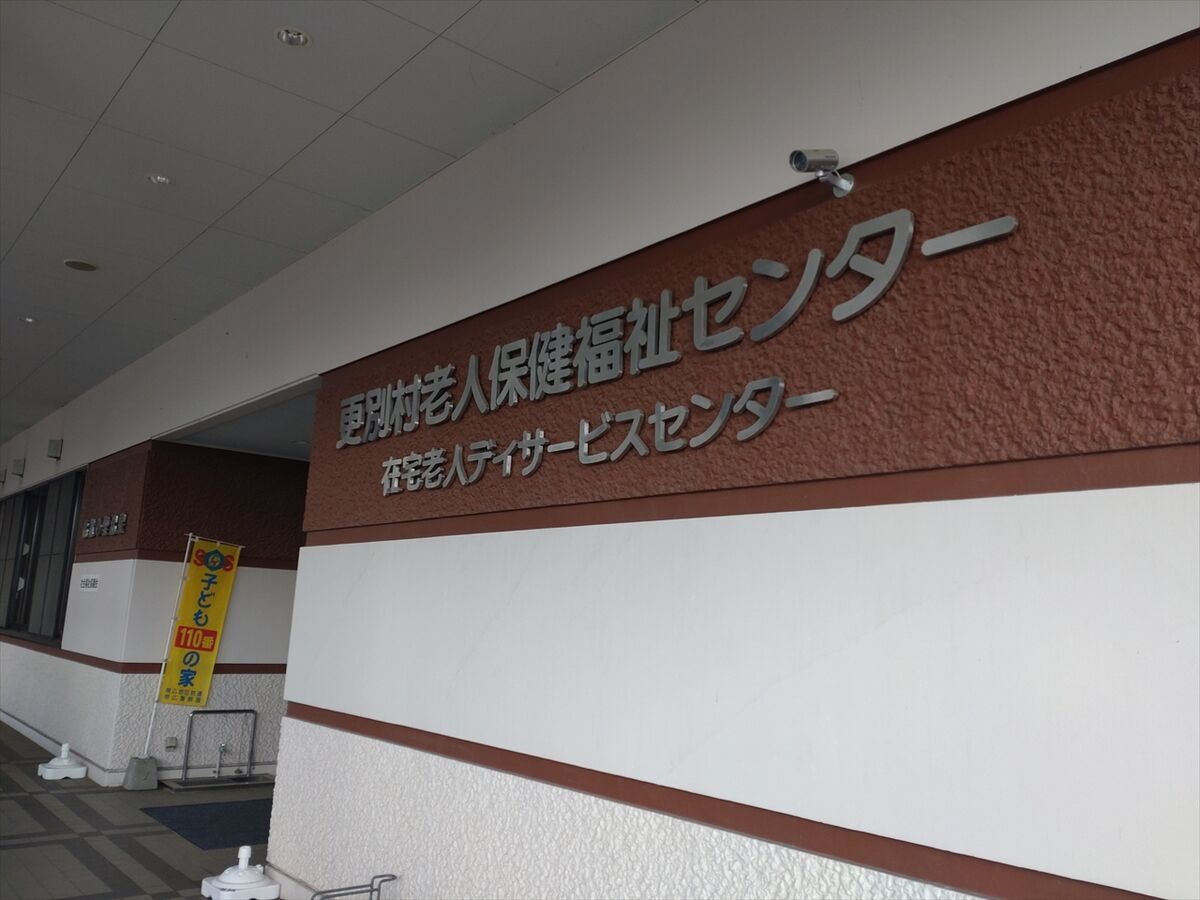 更別村老人保健福祉センター
在宅老人デイサービスセンター
SOS
子ども
110番
の家